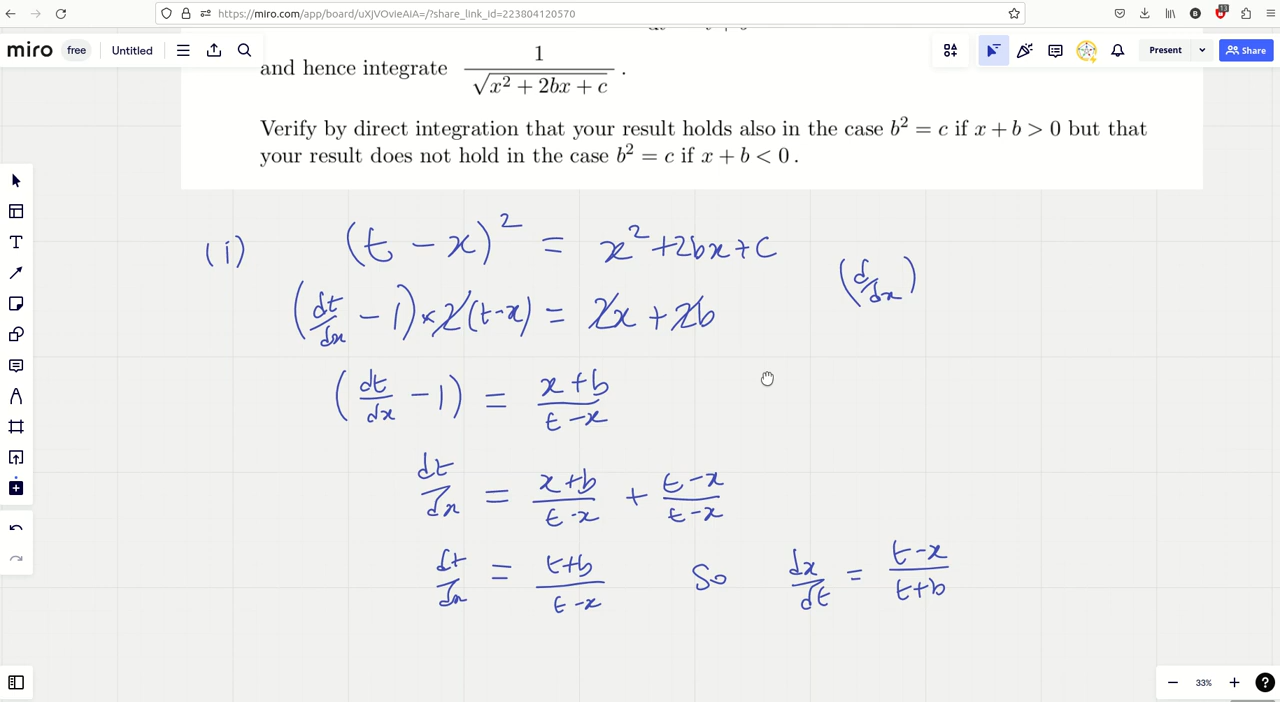 https://miro.com/app/board/uXjVOvieAIA=/?share_link_id=223804120570
13
miro free Untitled Present Share
and hence integrate 1/√(x² + 2bx + c) .
Verify by direct integration that your result holds also in the case b² = c if x + b > 0 but that
your result does not hold in the case b² = c if x + b < 0 .
(i) (t − x)² = x² + 2bx + c
(d/dx)
(dt/dx − 1) × 2(t−x) = 2x + 2b
(dt/dx − 1) = (x+b)/(t−x)
dt/dx = (x+b)/(t−x) + (t−x)/(t−x)
dt/dx = (t+b)/(t−x) So dx/dt = (t−x)/(t+b)
− 33% + ?